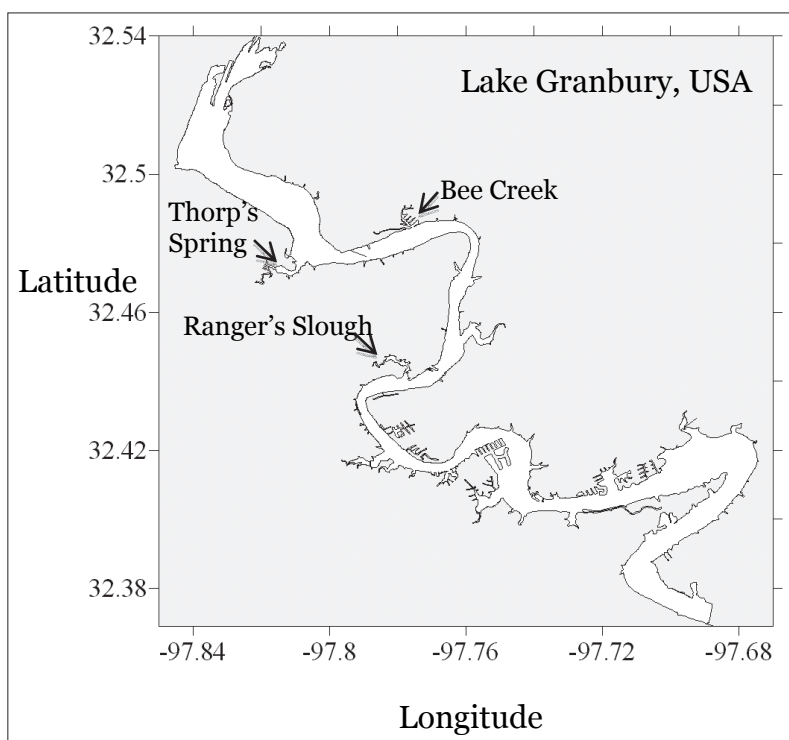 32.54
Lake Granbury, USA
32.5
Bee Creek
Thorp's
Spring
Latitude
32.46
Ranger's Slough
32.42
32.38
-97.84
-97.8
-97.76
-97.72
-97.68
Longitude